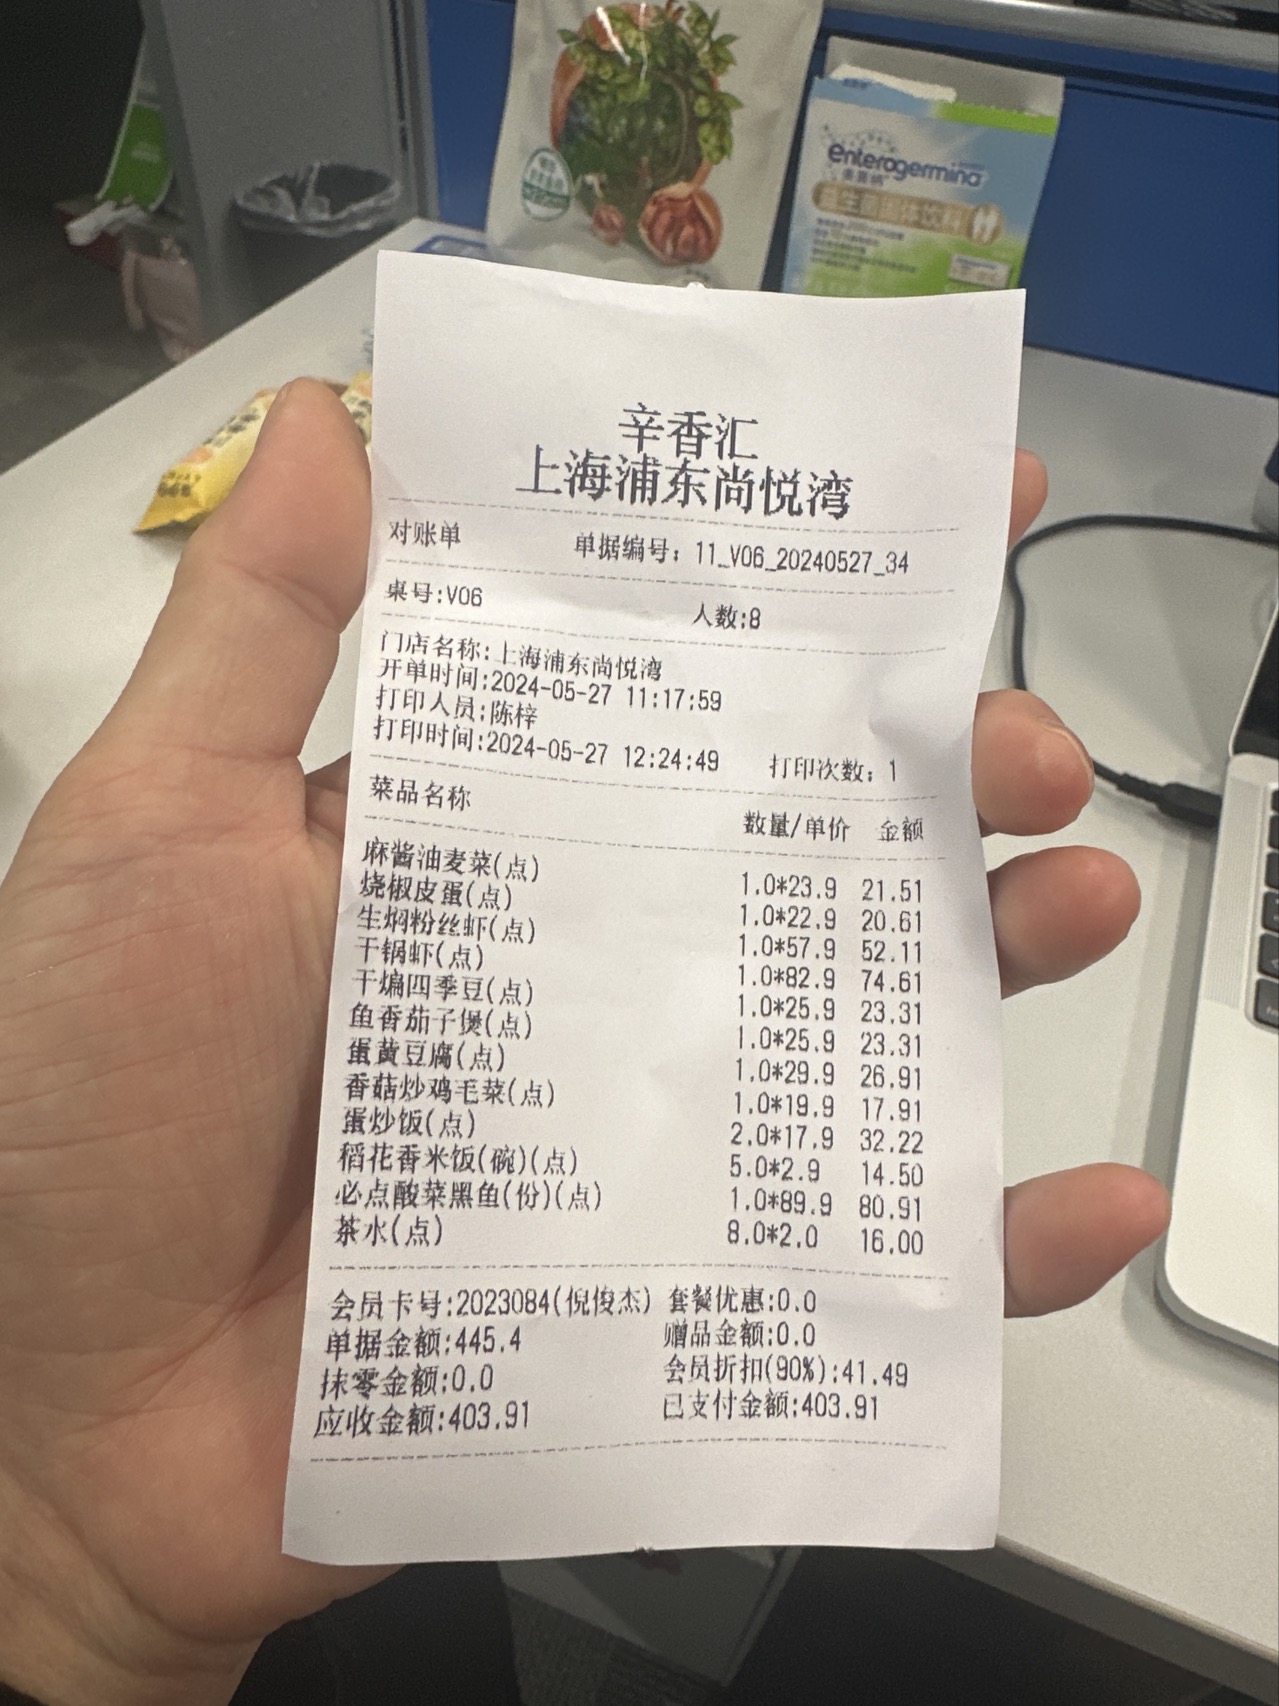 enterogermina
益生菌固体饮料
辛香汇
上海浦东尚悦湾
对账单 单据编号：11_V06_20240527_34
桌号:V06 人数:8
门店名称:上海浦东尚悦湾
开单时间:2024-05-27 11:17:59
打印人员:陈梓
打印时间:2024-05-27 12:24:49 打印次数：1
菜品名称 数量/单价 金额
麻酱油麦菜(点) 1.0*23.9 21.51
烧椒皮蛋(点) 1.0*22.9 20.61
生焖粉丝虾(点) 1.0*57.9 52.11
干锅虾(点) 1.0*82.9 74.61
干煸四季豆(点) 1.0*25.9 23.31
鱼香茄子煲(点) 1.0*25.9 23.31
蛋黄豆腐(点) 1.0*29.9 26.91
香菇炒鸡毛菜(点) 1.0*19.9 17.91
蛋炒饭(点) 2.0*17.9 32.22
稻花香米饭(碗)(点) 5.0*2.9 14.50
必点酸菜黑鱼(份)(点) 1.0*89.9 80.91
茶水(点) 8.0*2.0 16.00
会员卡号:2023084(倪俊杰) 套餐优惠:0.0
单据金额:445.4 赠品金额:0.0
抹零金额:0.0 会员折扣(90%):41.49
应收金额:403.91 已支付金额:403.91